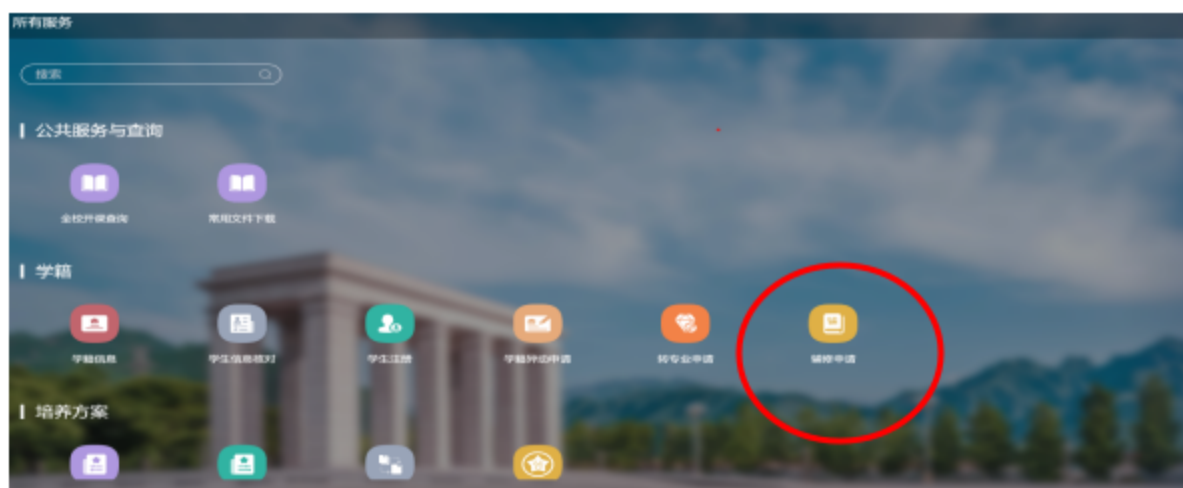 所有服务
搜索
公共服务与查询
全校开课查询
常用文件下载
学籍
学籍信息
学生信息核对
学生注册
学籍异动申请
转专业申请
辅修申请
培养方案